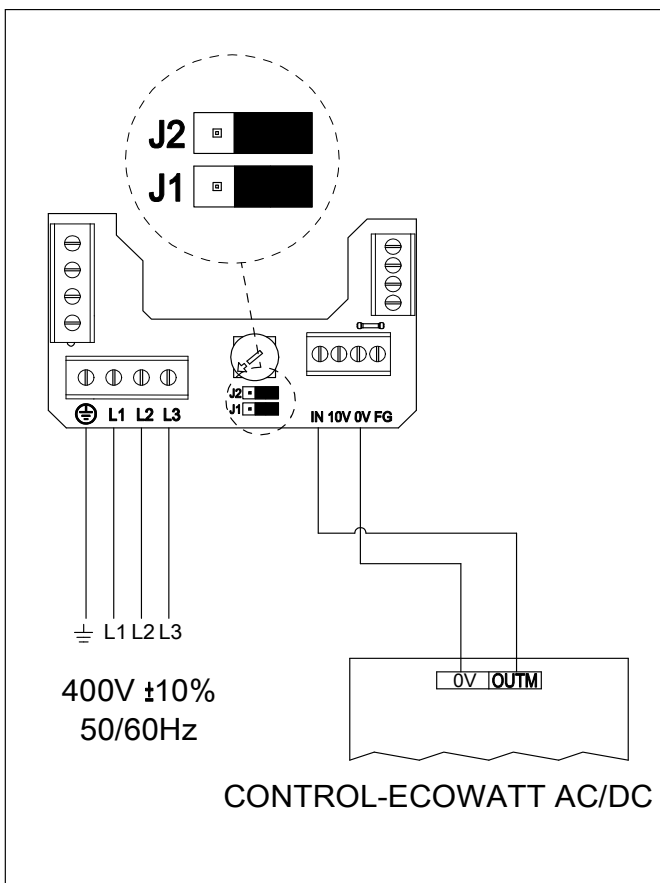 J2
J1
J2
J1
L1 L2 L3
IN 10V 0V FG
L1 L2 L3
400V ±10%
50/60Hz
0V OUTM
CONTROL-ECOWATT AC/DC